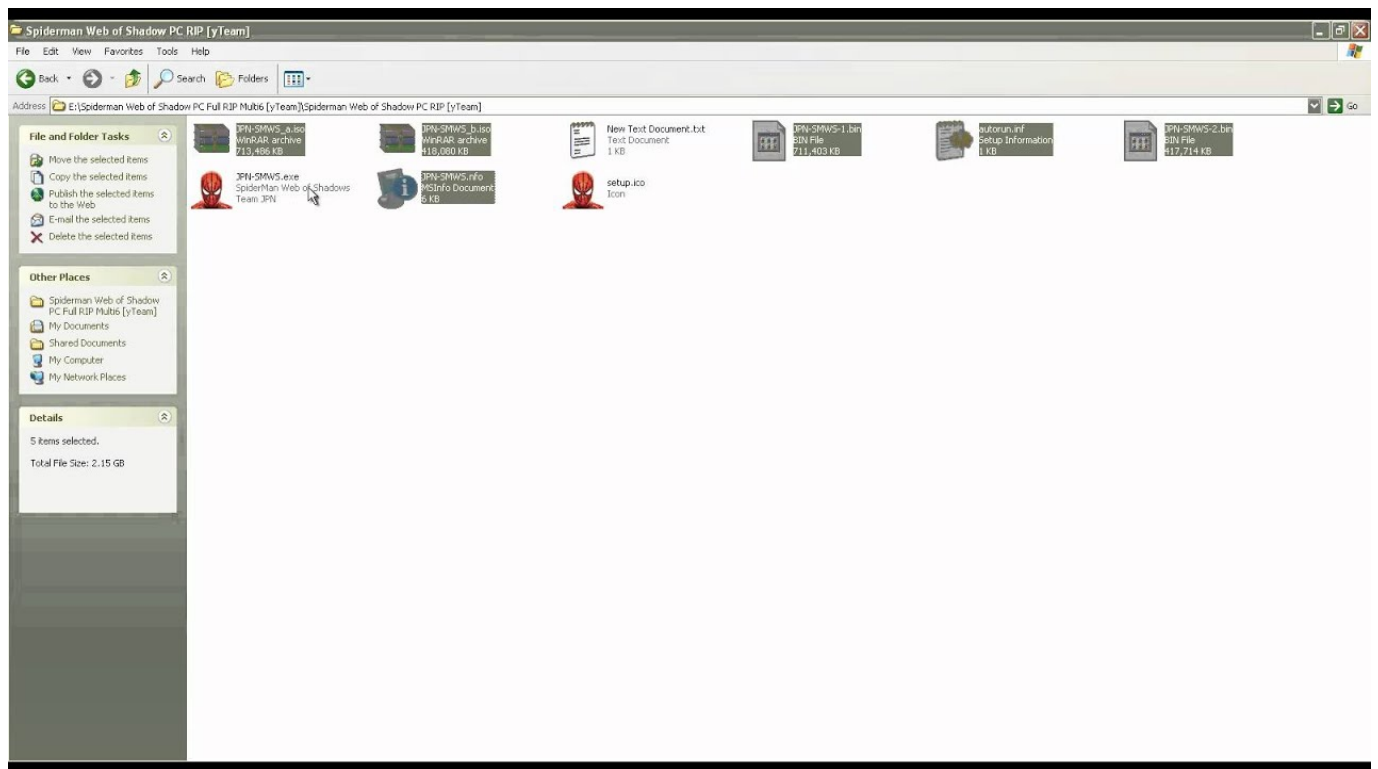 Spiderman Web of Shadow PC RIP [yTeam]
File Edit View Favorites Tools Help
Back Search Folders
Address E:\Spiderman Web of Shadow PC Full RIP Multi6 [yTeam]\Spiderman Web of Shadow PC RIP [yTeam] Go
File and Folder Tasks
Move the selected items
Copy the selected items
Publish the selected items
to the Web
E-mail the selected items
Delete the selected items
Other Places
Spiderman Web of Shadow
PC Full RIP Multi6 [yTeam]
My Documents
Shared Documents
My Computer
My Network Places
Details
5 items selected.
Total File Size: 2.15 GB
JPN-SMWS_a.iso
WinRAR archive
713,486 KB
JPN-SMWS_b.iso
WinRAR archive
418,080 KB
New Text Document.txt
Text Document
1 KB
JPN-SMWS-1.bin
BIN File
711,403 KB
autorun.inf
Setup Information
1 KB
JPN-SMWS-2.bin
BIN File
417,714 KB
JPN-SMWS.exe
SpiderMan Web of Shadows
Team JPN
JPN-SMWS.nfo
MSInfo Document
6 KB
setup.ico
Icon